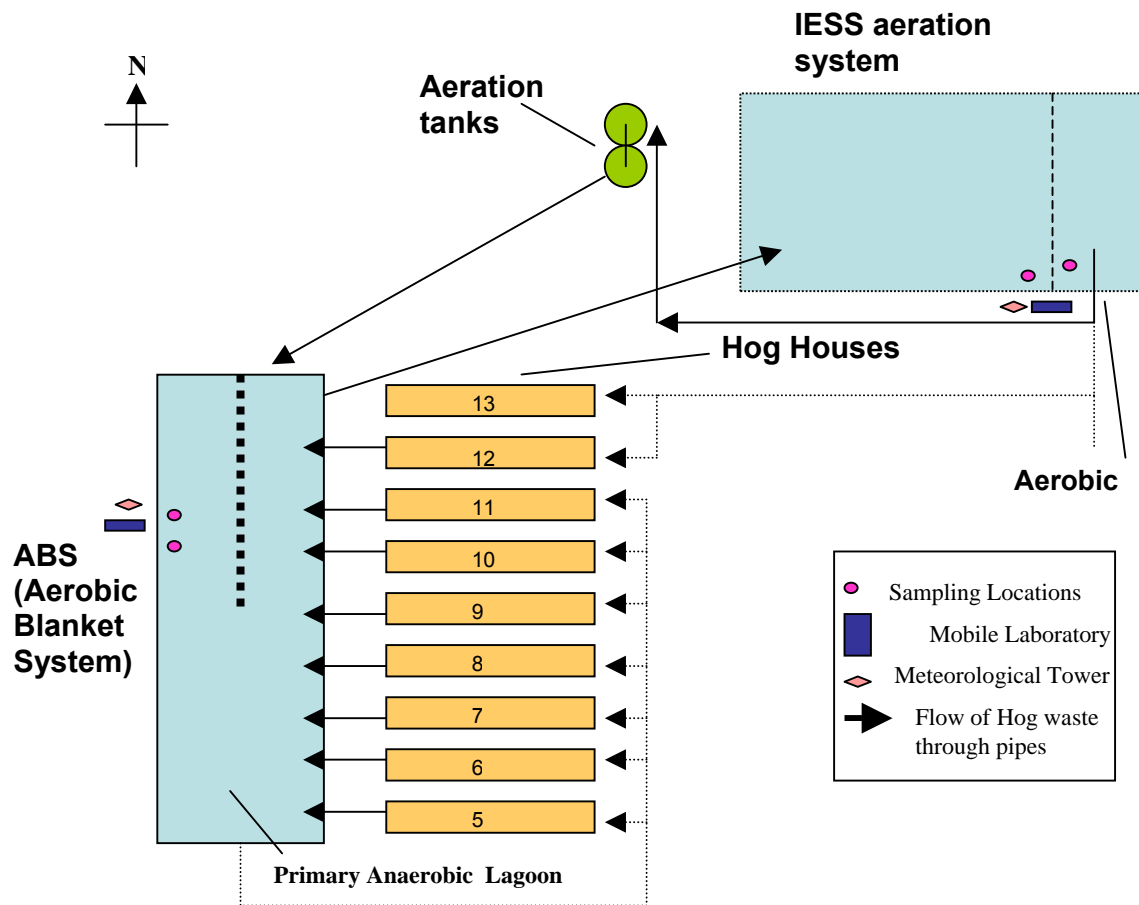 IESS aeration
system
N
Aeration
tanks
Hog Houses
13
12
11
10
9
8
7
6
5
Aerobic
ABS
(Aerobic
Blanket
System)
Primary Anaerobic Lagoon
Sampling Locations
Mobile Laboratory
Meteorological Tower
Flow of Hog waste
through pipes